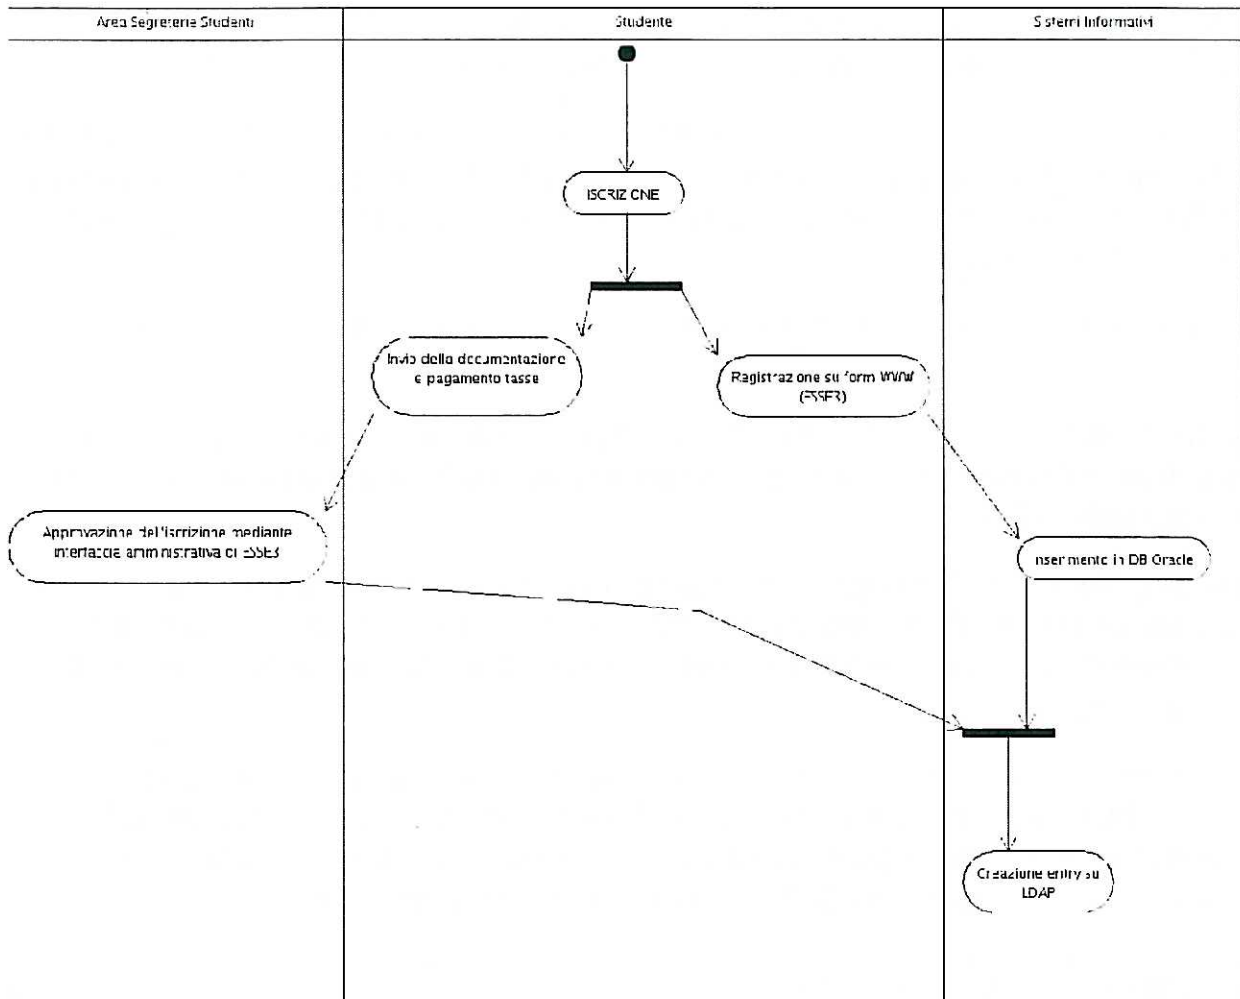 Area Segreterie Studenti
Studente
Sistemi Informativi
ISCRIZIONE
Invio della documentazione
e pagamento tasse
Registrazione su form WWW
(ESSE3)
Approvazione dell'iscrizione mediante
interfaccia amministrativa di ESSE3
Inserimento in DB Oracle
Creazione entry su
LDAP